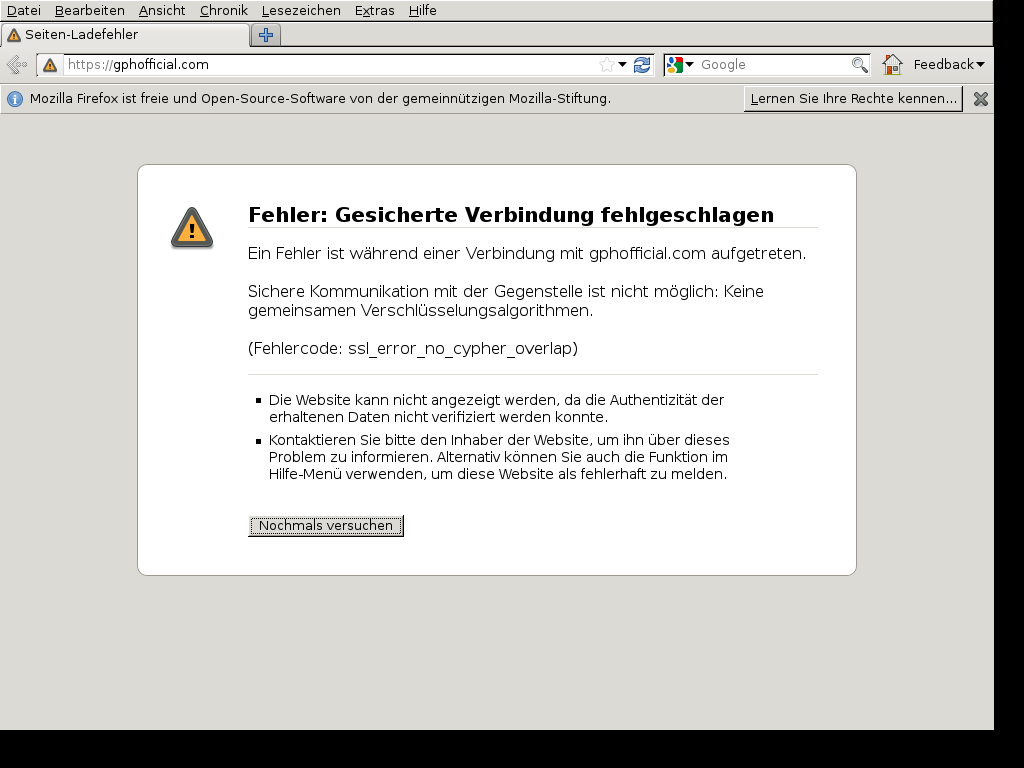 Datei Bearbeiten Ansicht Chronik Lesezeichen Extras Hilfe
Seiten-Ladefehler
https://gphofficial.com
Google
Feedback
Mozilla Firefox ist freie und Open-Source-Software von der gemeinnützigen Mozilla-Stiftung.
Lernen Sie Ihre Rechte kennen...
Fehler: Gesicherte Verbindung fehlgeschlagen
Ein Fehler ist während einer Verbindung mit gphofficial.com aufgetreten.
Sichere Kommunikation mit der Gegenstelle ist nicht möglich: Keine
gemeinsamen Verschlüsselungsalgorithmen.
(Fehlercode: ssl_error_no_cypher_overlap)
Die Website kann nicht angezeigt werden, da die Authentizität der
erhaltenen Daten nicht verifiziert werden konnte.
Kontaktieren Sie bitte den Inhaber der Website, um ihn über dieses
Problem zu informieren. Alternativ können Sie auch die Funktion im
Hilfe-Menü verwenden, um diese Website als fehlerhaft zu melden.
Nochmals versuchen